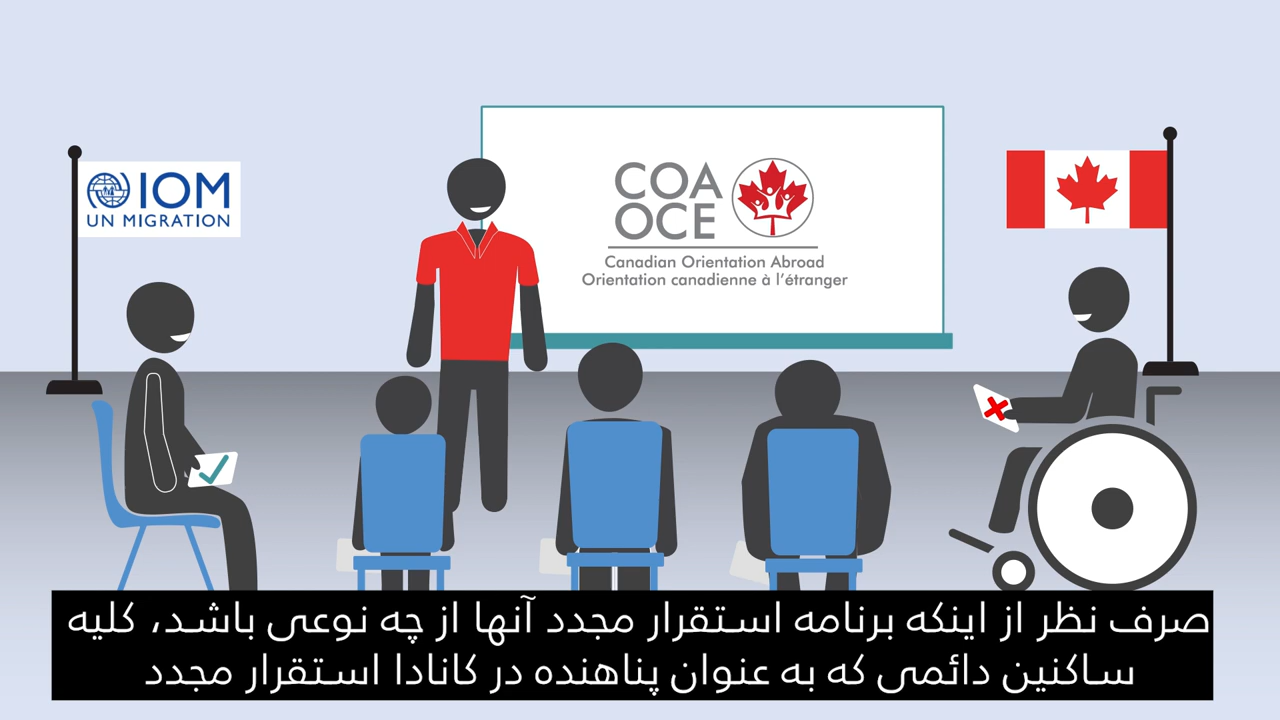 IOM
UN MIGRATION
COA
OCE
Canadian Orientation Abroad
Orientation canadienne à l'étranger
صرف نظر از اینکه برنامه استقرار مجدد آنها از چه نوعی باشد، کلیه
ساکنین دائمی که به عنوان پناهنده در کانادا استقرار مجدد